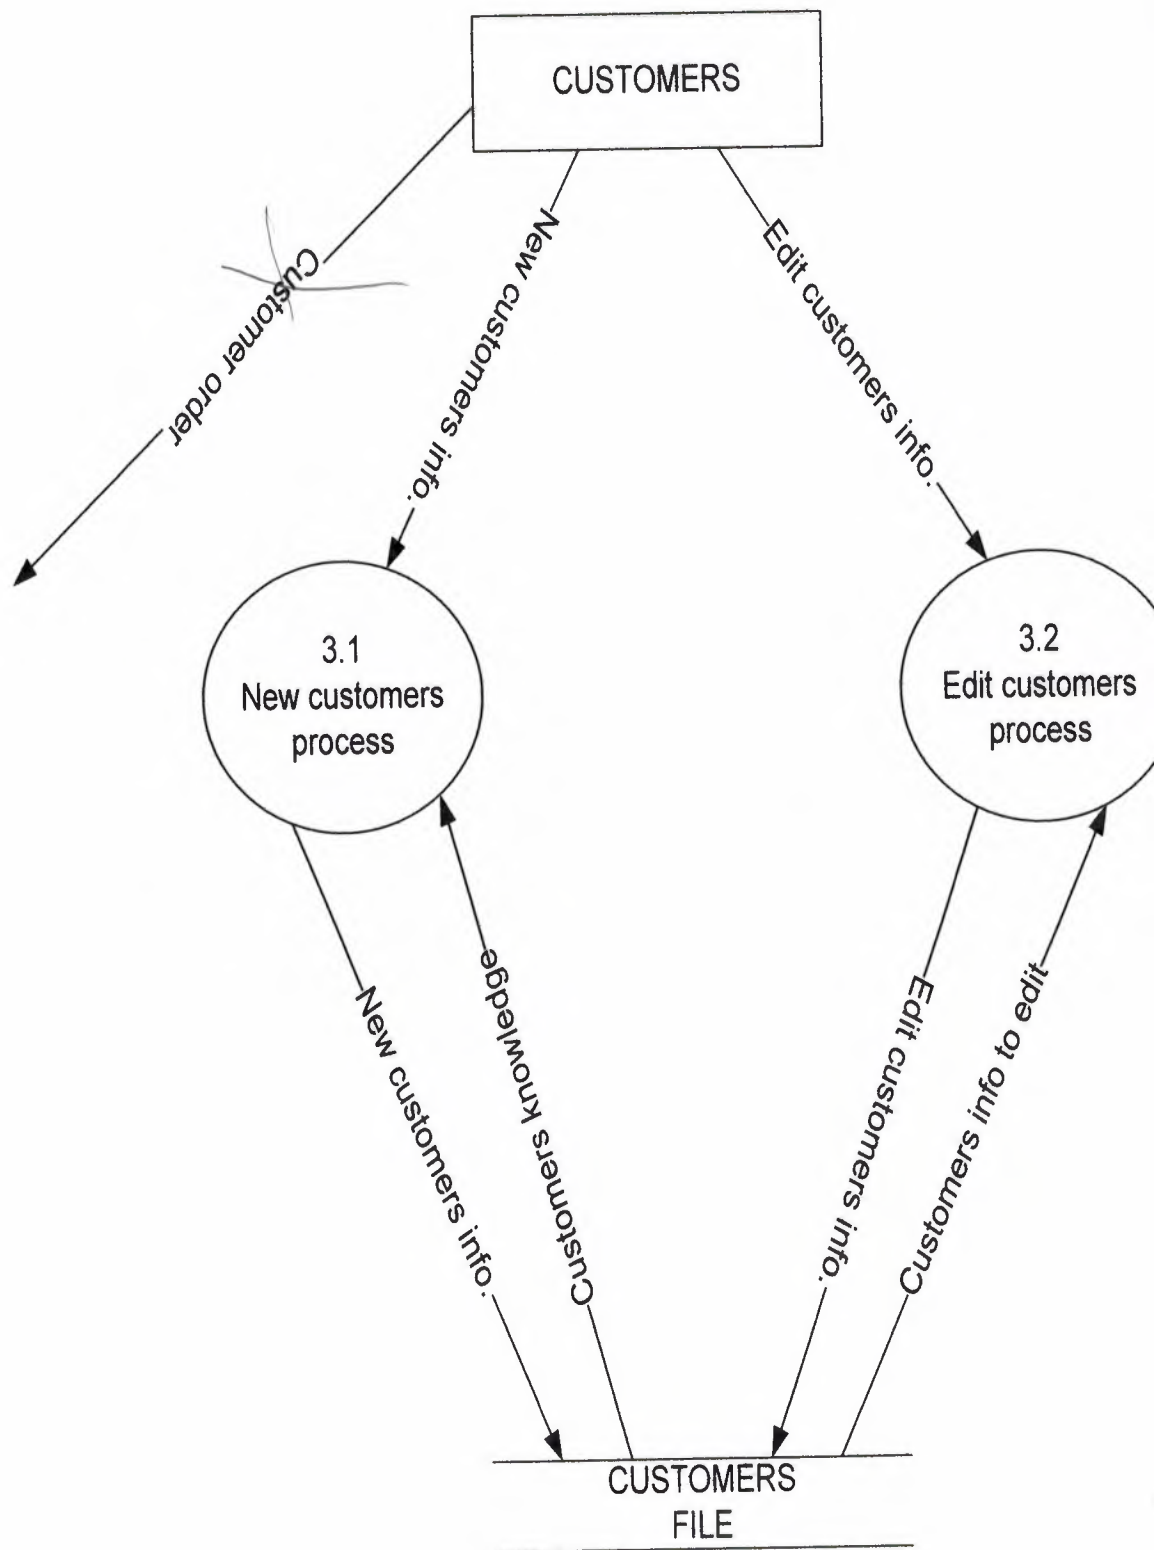 CUSTOMERS
Customer order
New customers info.
Edit customers info.
3.1
New customers
process
3.2
Edit customers
process
New customers info.
Customers knowledge
Edit customers info.
Customers info to edit
CUSTOMERS
FILE